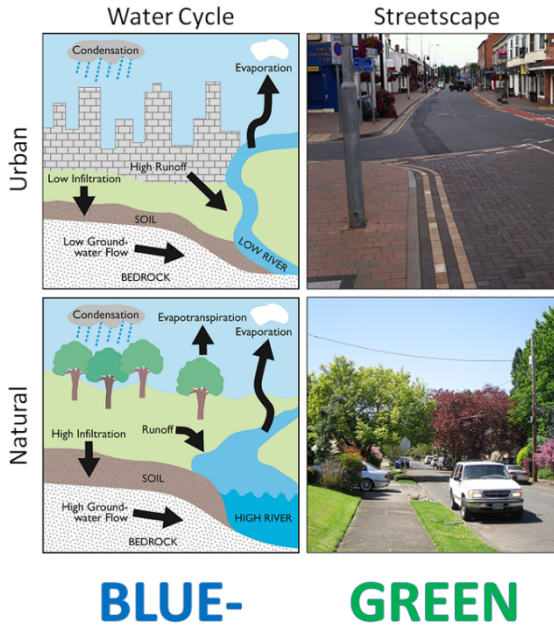 Water Cycle
Streetscape
Urban
Condensation
Evaporation
High Runoff
Low Infiltration
SOIL
Low Ground-
water Flow
LOW RIVER
BEDROCK
Natural
Condensation
Evapotranspiration
Evaporation
Runoff
High Infiltration
SOIL
High Ground-
water Flow
HIGH RIVER
BEDROCK
BLUE- GREEN